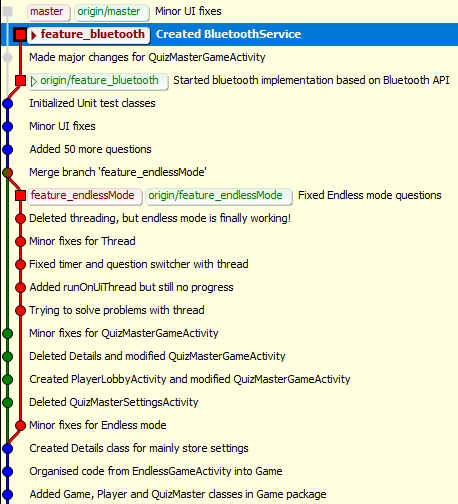 master origin/master Minor UI fixes
feature_bluetooth Created BluetoothService
Made major changes for QuizMasterGameActivity
origin/feature_bluetooth Started bluetooth implementation based on Bluetooth API
Initialized Unit test classes
Minor UI fixes
Added 50 more questions
Merge branch 'feature_endlessMode'
feature_endlessMode origin/feature_endlessMode Fixed Endless mode questions
Deleted threading, but endless mode is finally working!
Minor fixes for Thread
Fixed timer and question switcher with thread
Added runOnUiThread but still no progress
Trying to solve problems with thread
Minor fixes for QuizMasterGameActivity
Deleted Details and modified QuizMasterGameActivity
Created PlayerLobbyActivity and modified QuizMasterGameActivity
Deleted QuizMasterSettingsActivity
Minor fixes for Endless mode
Created Details class for mainly store settings
Organised code from EndlessGameActivity into Game
Added Game, Player and QuizMaster classes in Game package